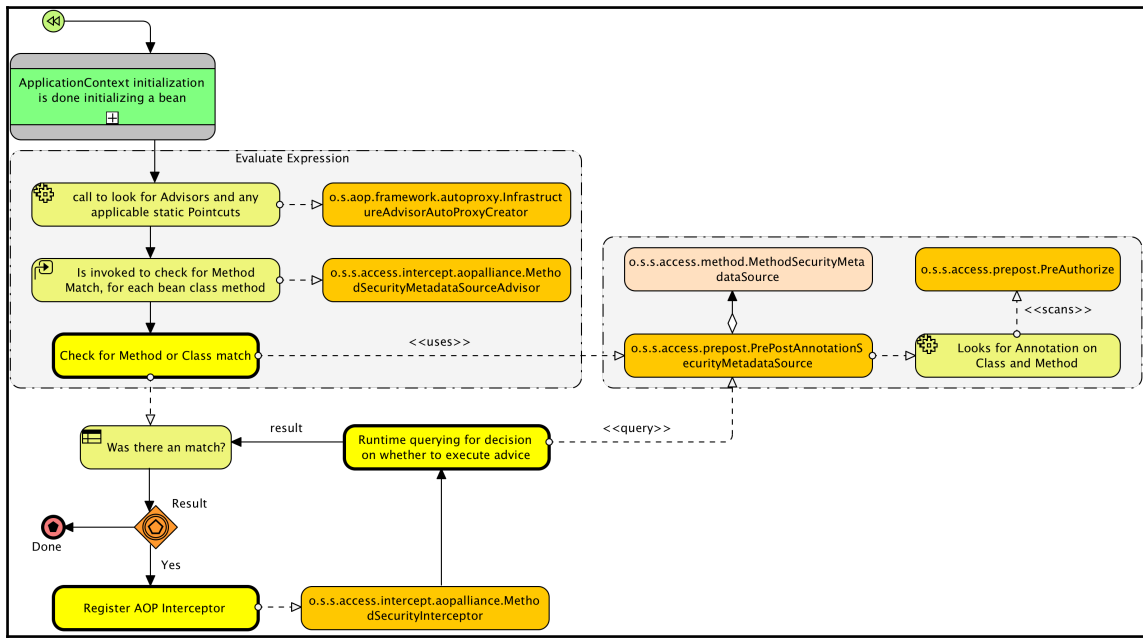 ApplicationContext initialization
is done initializing a bean
Evaluate Expression
call to look for Advisors and any
applicable static Pointcuts
o.s.aop.framework.autoproxy.Infrastruct
ureAdvisorAutoProxyCreator
Is invoked to check for Method
Match, for each bean class method
o.s.s.access.intercept.aopalliance.Metho
dSecurityMetadataSourceAdvisor
o.s.s.access.method.MethodSecurityMeta
dataSource
o.s.s.access.prepost.PreAuthorize
<<scans>>
Check for Method or Class match
<<uses>>
o.s.s.access.prepost.PrePostAnnotationS
ecurityMetadataSource
Looks for Annotation on
Class and Method
Was there an match?
result
Runtime querying for decision
on whether to execute advice
<<query>>
Result
Done
Yes
Register AOP Interceptor
o.s.s.access.intercept.aopalliance.Metho
dSecurityInterceptor